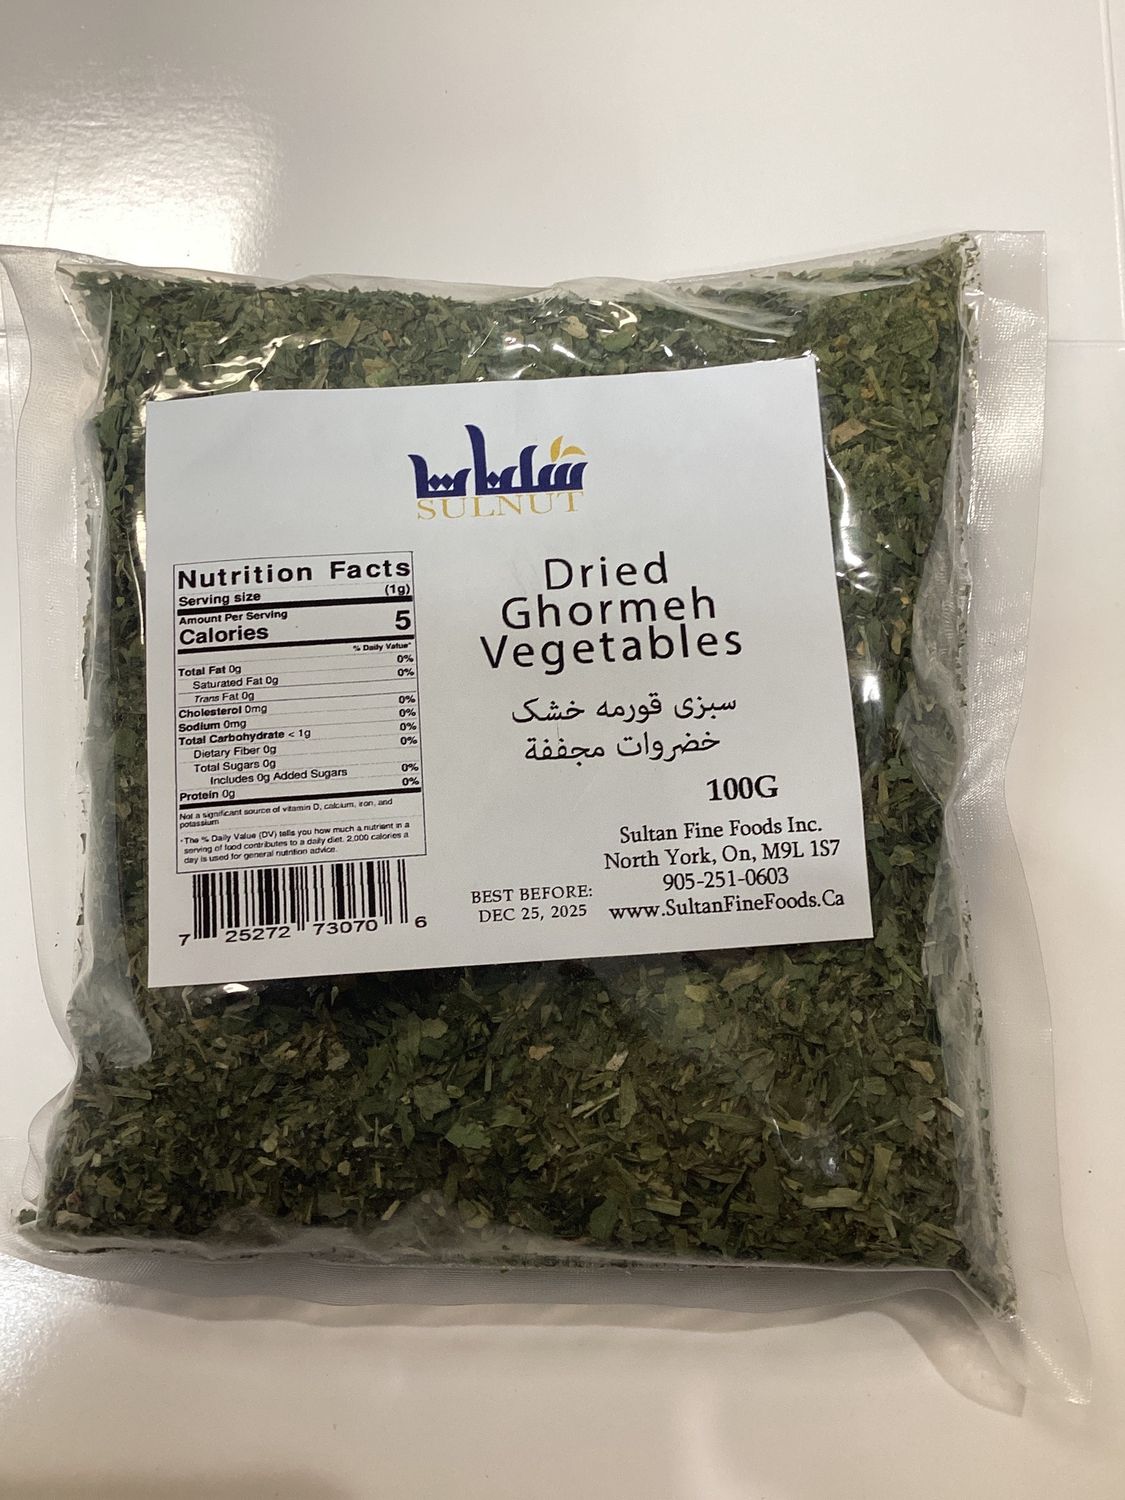 SULNUT
Nutrition Facts
Serving size (1g)
Amount Per Serving
Calories 5
% Daily Value*
Total Fat 0g 0%
Saturated Fat 0g 0%
Trans Fat 0g
Cholesterol 0mg 0%
Sodium 0mg 0%
Total Carbohydrate < 1g 0%
Dietary Fiber 0g 0%
Total Sugars 0g
Includes 0g Added Sugars 0%
Protein 0g 0%
Not a significant source of vitamin D, calcium, iron, and
potassium
*The % Daily Value (DV) tells you how much a nutrient in a
serving of food contributes to a daily diet. 2,000 calories a
day is used for general nutrition advice.
7 25272 73070 6
Dried
Ghormeh
Vegetables
سبزی قورمه خشک
خضروات مجففة
100G
Sultan Fine Foods Inc.
North York, On, M9L 1S7
905-251-0603
www.SultanFineFoods.Ca
BEST BEFORE:
DEC 25, 2025